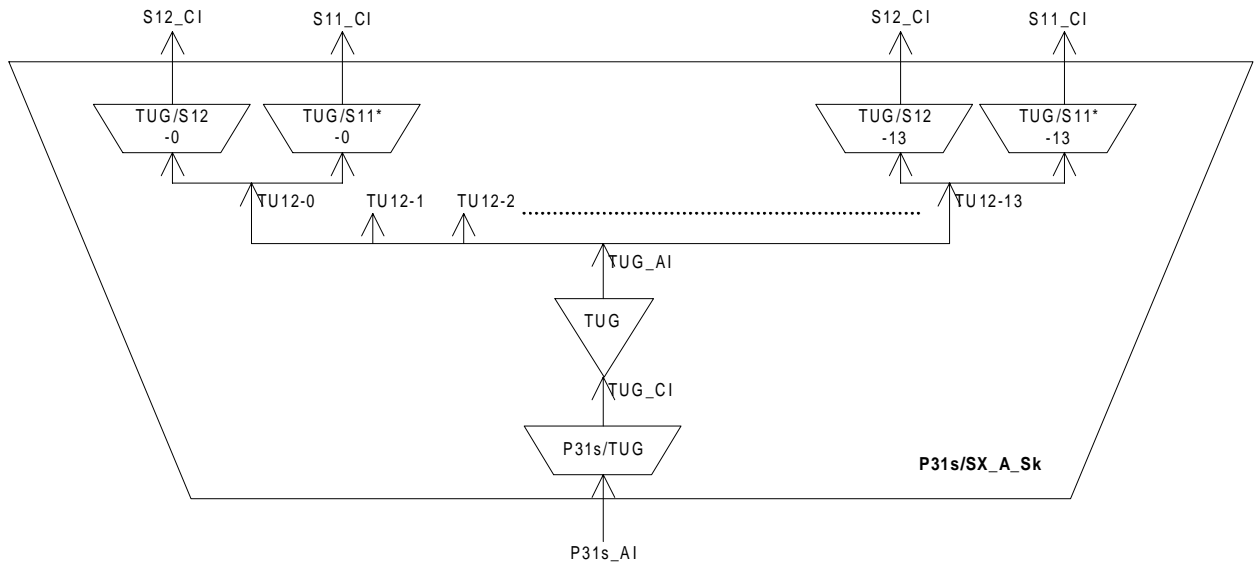 S12_CI S11_CI S12_CI S11_CI
TUG/S12 TUG/S11* TUG/S12 TUG/S11*
-0 -0 -13 -13
TU12-0 TU12-1 TU12-2 TU12-13
TUG_AI
TUG
TUG_CI
P31s/TUG
P31s/SX_A_Sk
P31s_AI